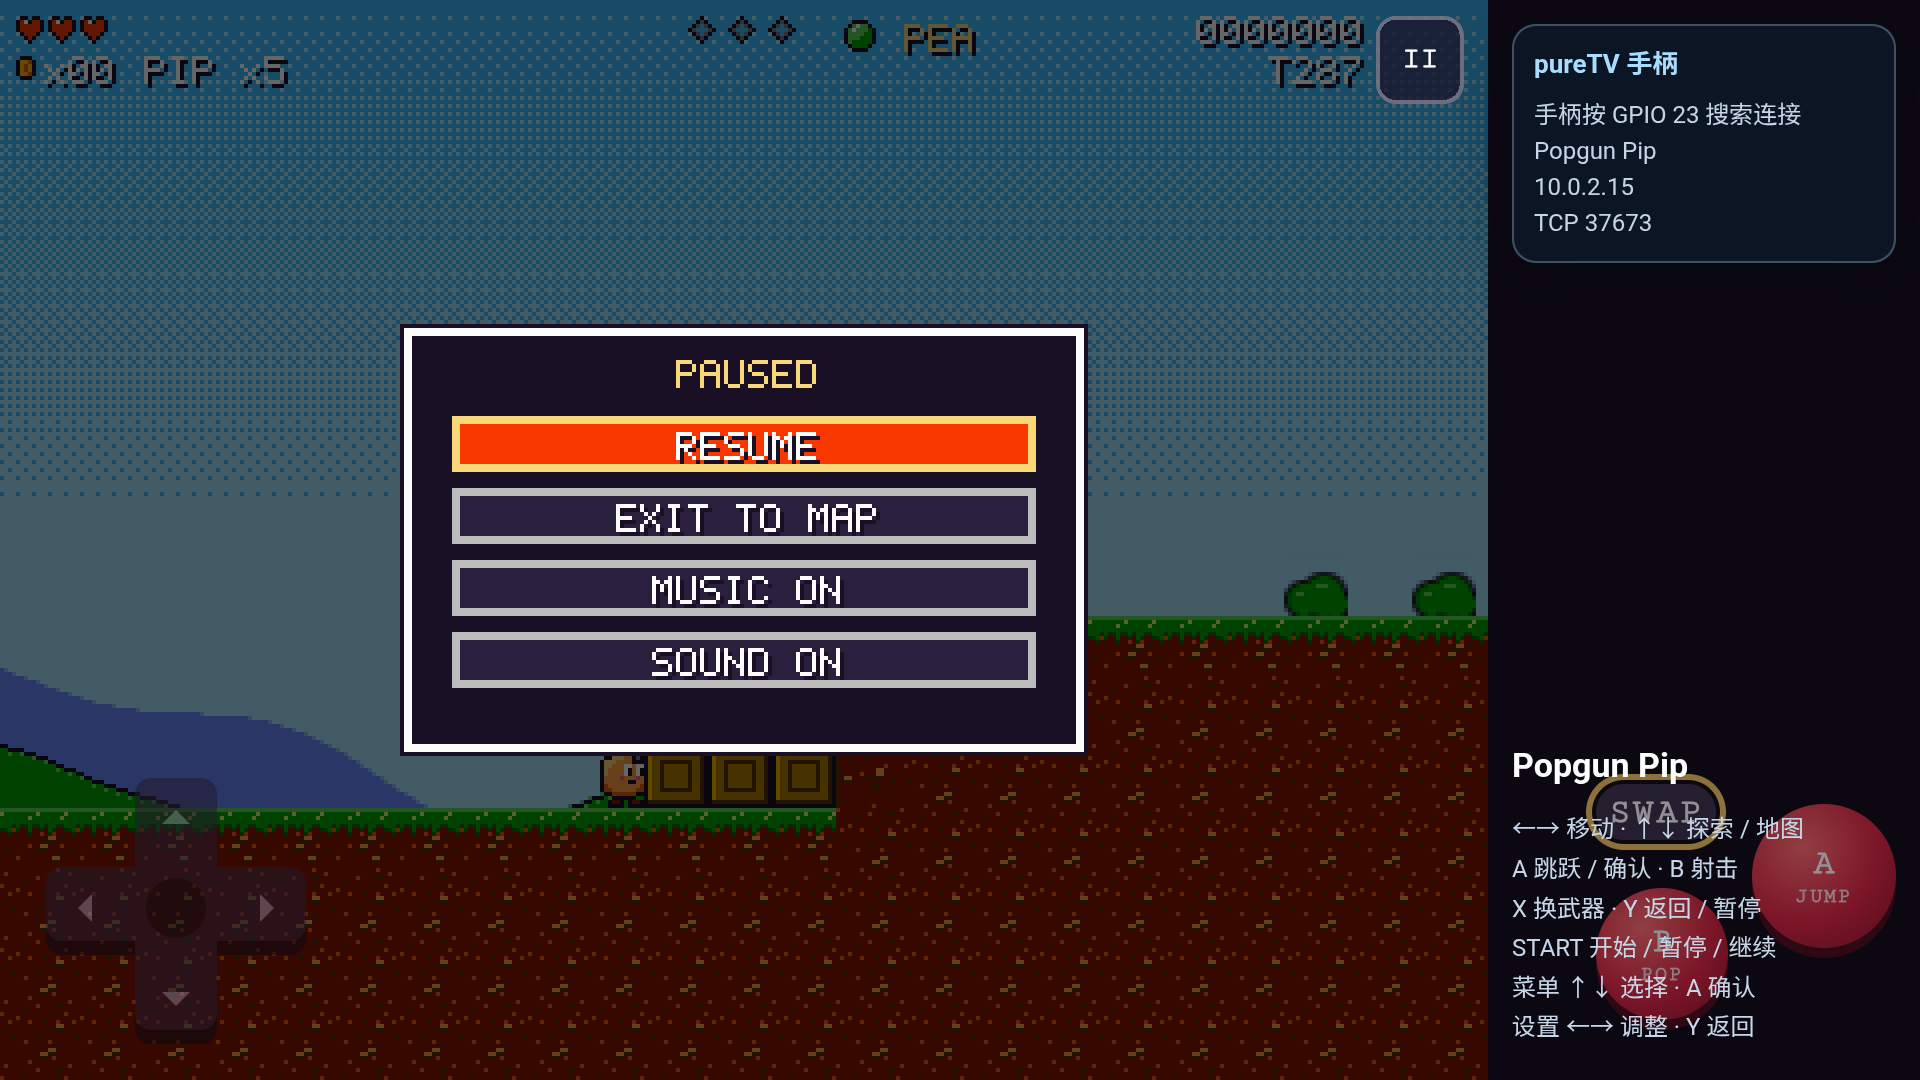 x00 PIP x5
PEA
0000000
T287
II
PAUSED
RESUME
EXIT TO MAP
MUSIC ON
SOUND ON
pureTV 手柄
手柄按 GPIO 23 搜索连接
Popgun Pip
10.0.2.15
TCP 37673
Popgun Pip
SWAP
←→ 移动 · ↑↓ 探索 / 地图
A 跳跃 / 确认 · B 射击
X 换武器 · Y 返回 / 暂停
START 开始 / 暂停 / 继续
菜单 ↑↓ 选择 · A 确认
设置 ←→ 调整 · Y 返回
A
JUMP
B
POP